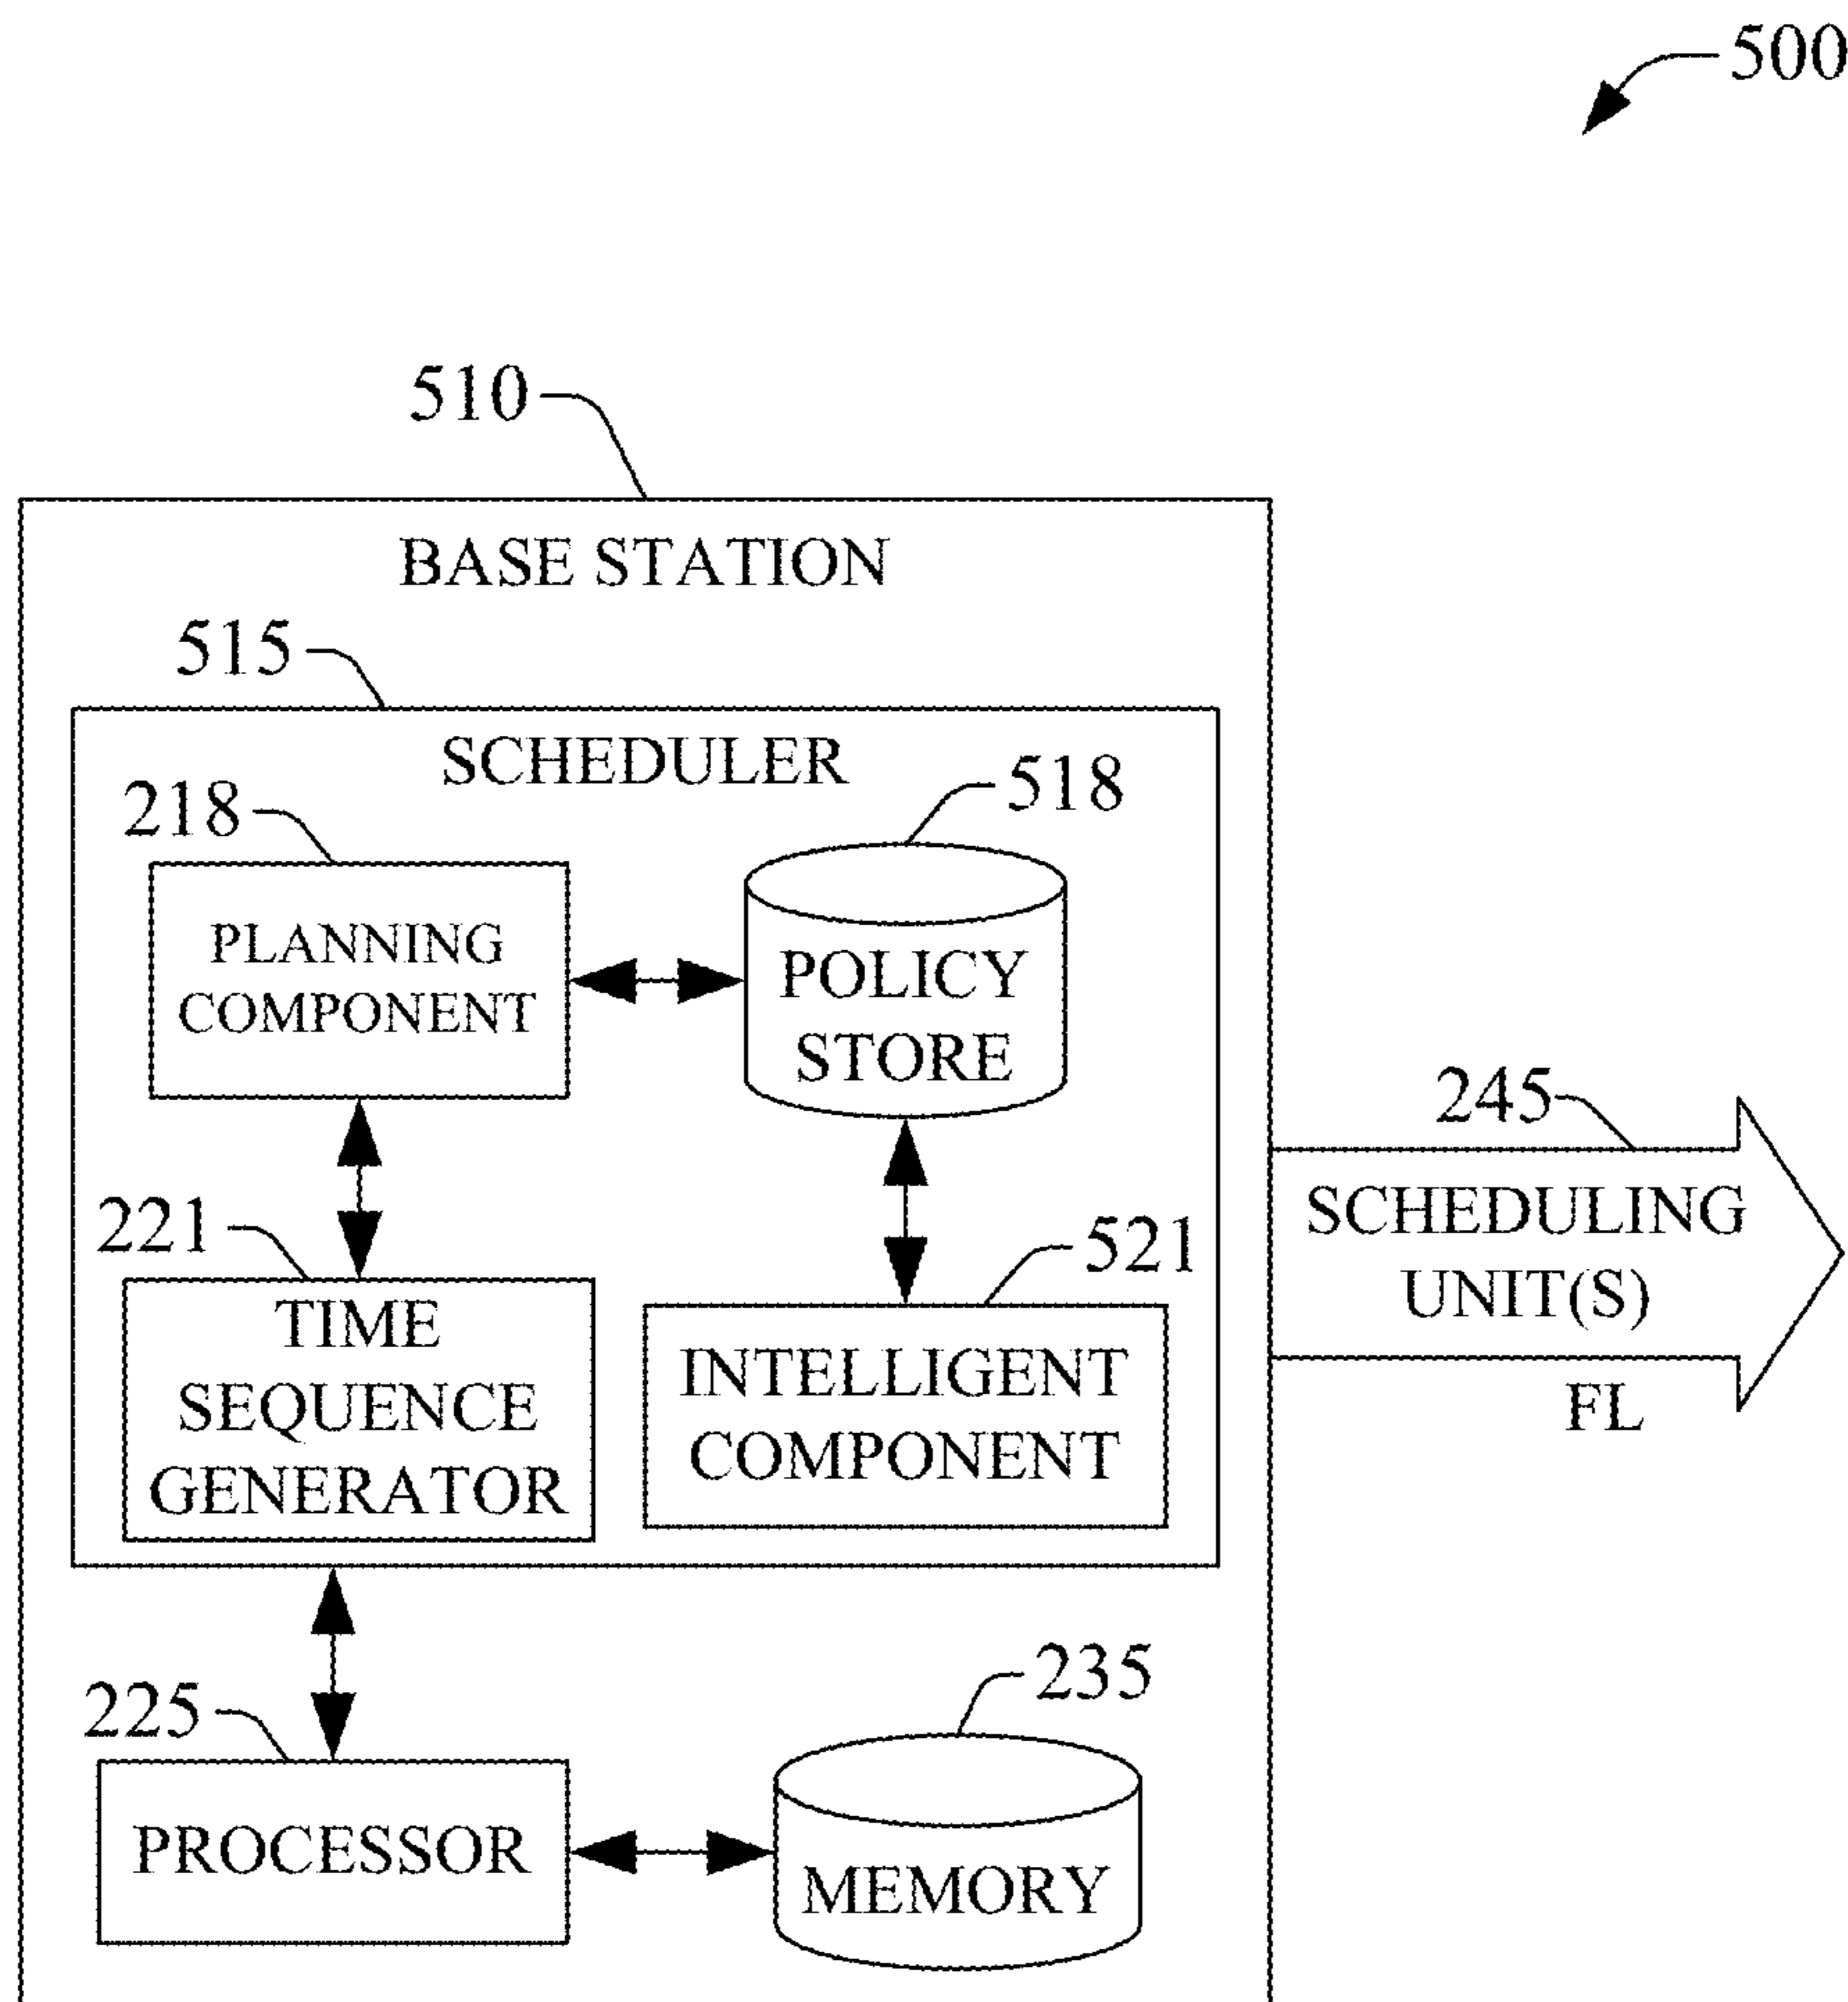 500
510
BASE STATION
515
SCHEDULER
218
518
PLANNING
COMPONENT
POLICY
STORE
245
SCHEDULING
UNIT(S)
FL
221
521
TIME
SEQUENCE
GENERATOR
INTELLIGENT
COMPONENT
225
235
PROCESSOR
MEMORY